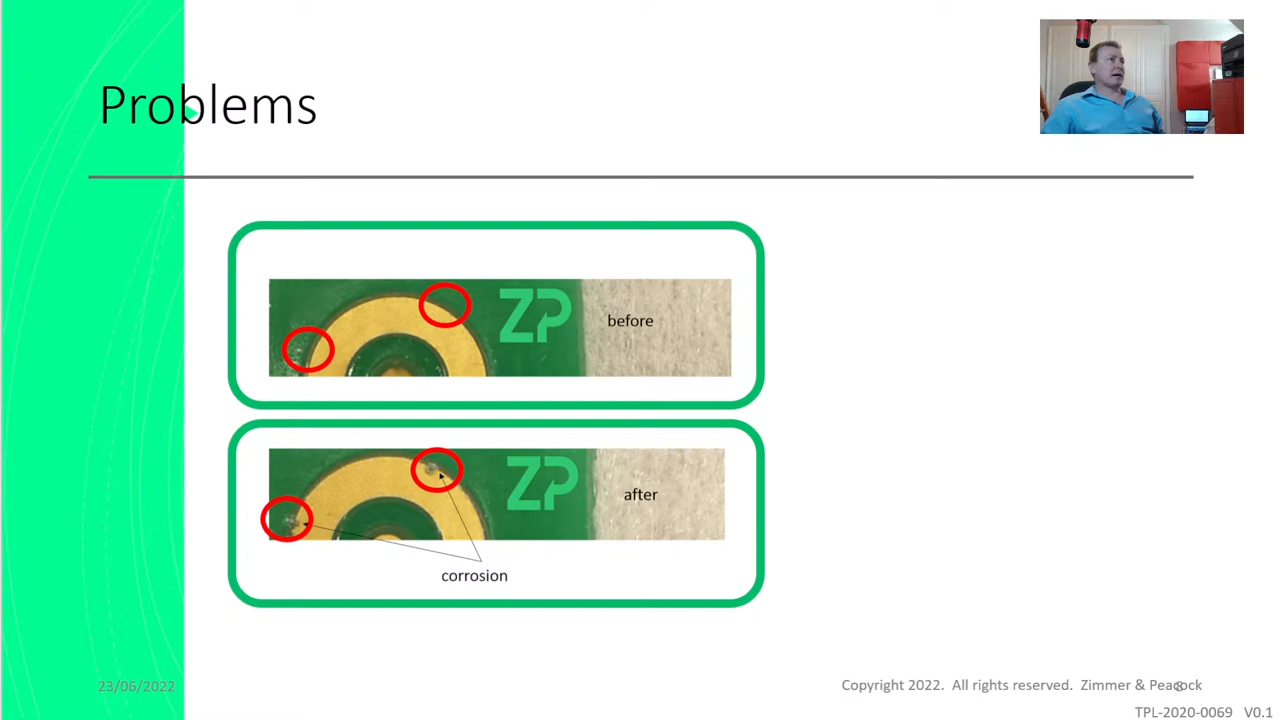 Problems
ZP
before
ZP
after
corrosion
23/06/2022
Copyright 2022. All rights reserved. Zimmer & Peacock
8
TPL-2020-0069 V0.1